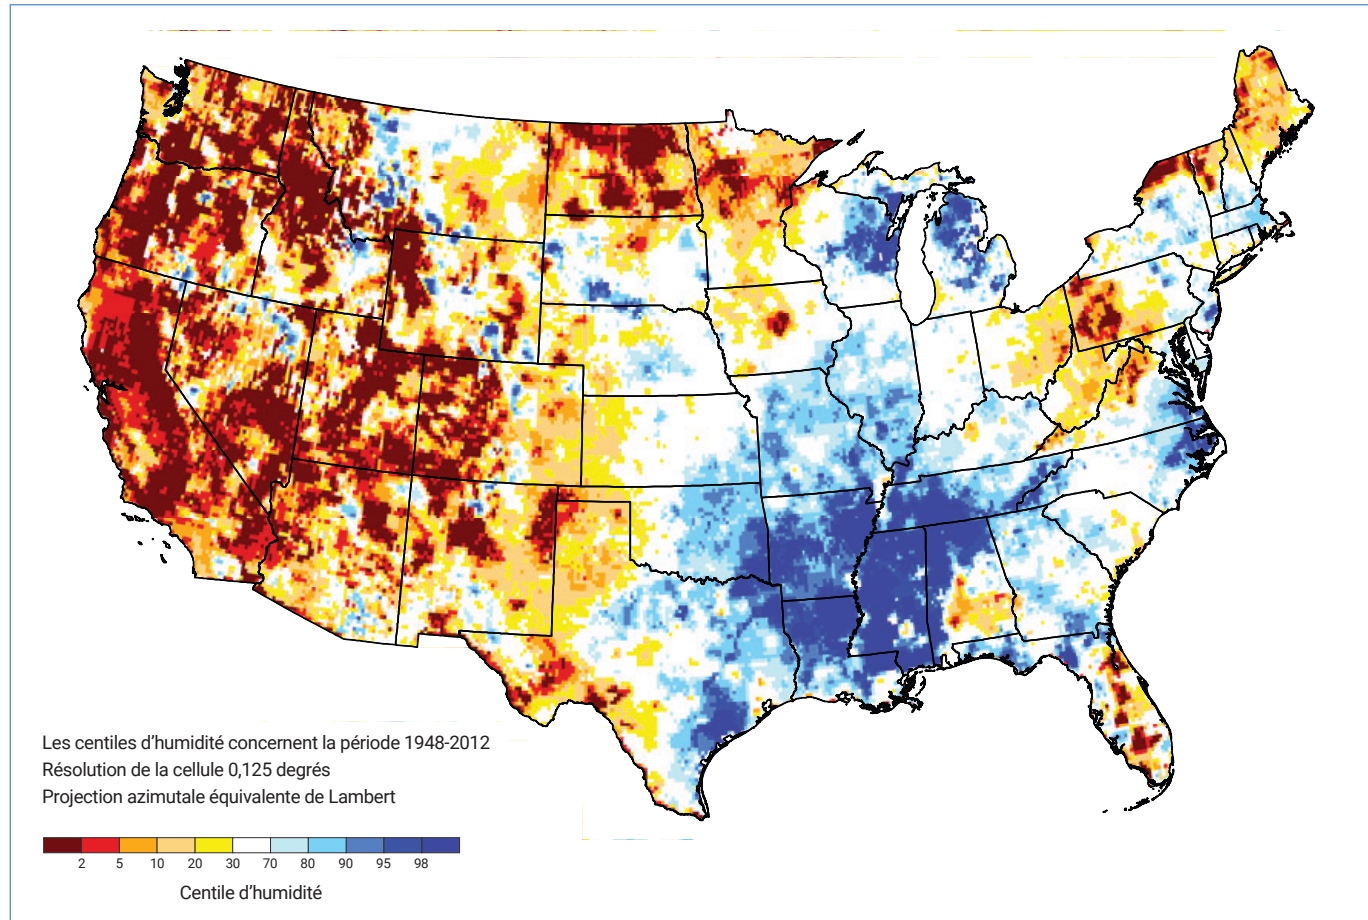 Les centiles d’humidité concernent la période 1948-2012
Résolution de la cellule 0,125 degrés
Projection azimutale équivalente de Lambert
2 5 10 20 30 70 80 90 95 98
Centile d’humidité